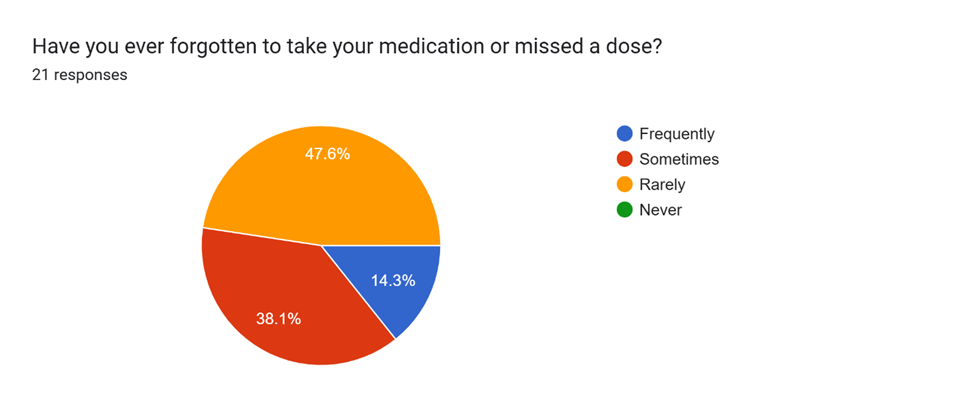 Have you ever forgotten to take your medication or missed a dose?
21 responses
47.6%
14.3%
38.1%
Frequently
Sometimes
Rarely
Never